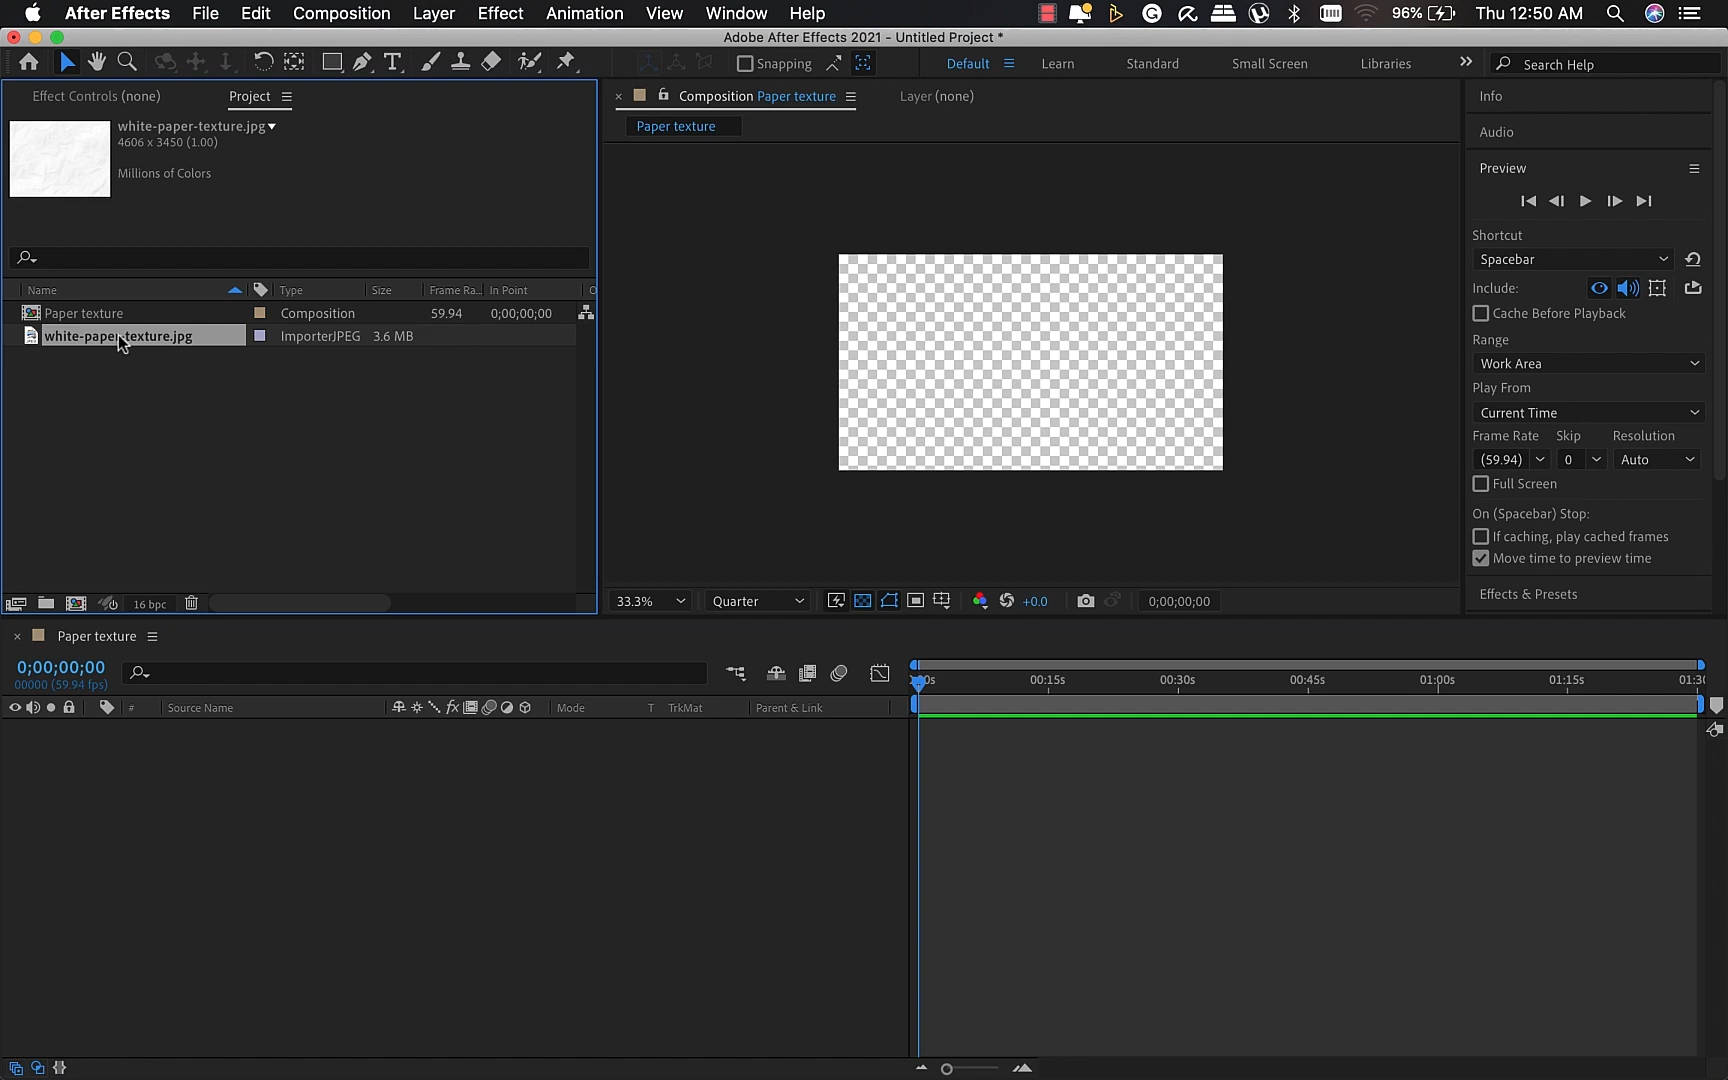 After Effects File Edit Composition Layer Effect Animation View Window Help 96% Thu 12:50 AM
Adobe After Effects 2021 - Untitled Project *
Snapping Default Learn Standard Small Screen Libraries Search Help
Effect Controls (none) Project
Composition Paper texture Layer (none)
Info
white-paper-texture.jpg
4606 x 3450 (1.00)
Millions of Colors
Paper texture
Audio
Preview
Shortcut
Spacebar
Include:
Cache Before Playback
Range
Work Area
Play From
Current Time
Frame Rate Skip Resolution
(59.94) 0 Auto
Full Screen
On (Spacebar) Stop:
If caching, play cached frames
Move time to preview time
Effects & Presets
Name Type Size Frame Ra... In Point O
Paper texture Composition 59.94 0;00;00;00
white-paper-texture.jpg ImporterJPEG 3.6 MB
16 bpc
33.3% Quarter +0.0 0;00;00;00
Paper texture
0;00;00;00
00000 (59.94 fps)
00s 00:15s 00:30s 00:45s 01:00s 01:15s 01:30
# Source Name fx Mode T TrkMat Parent & Link